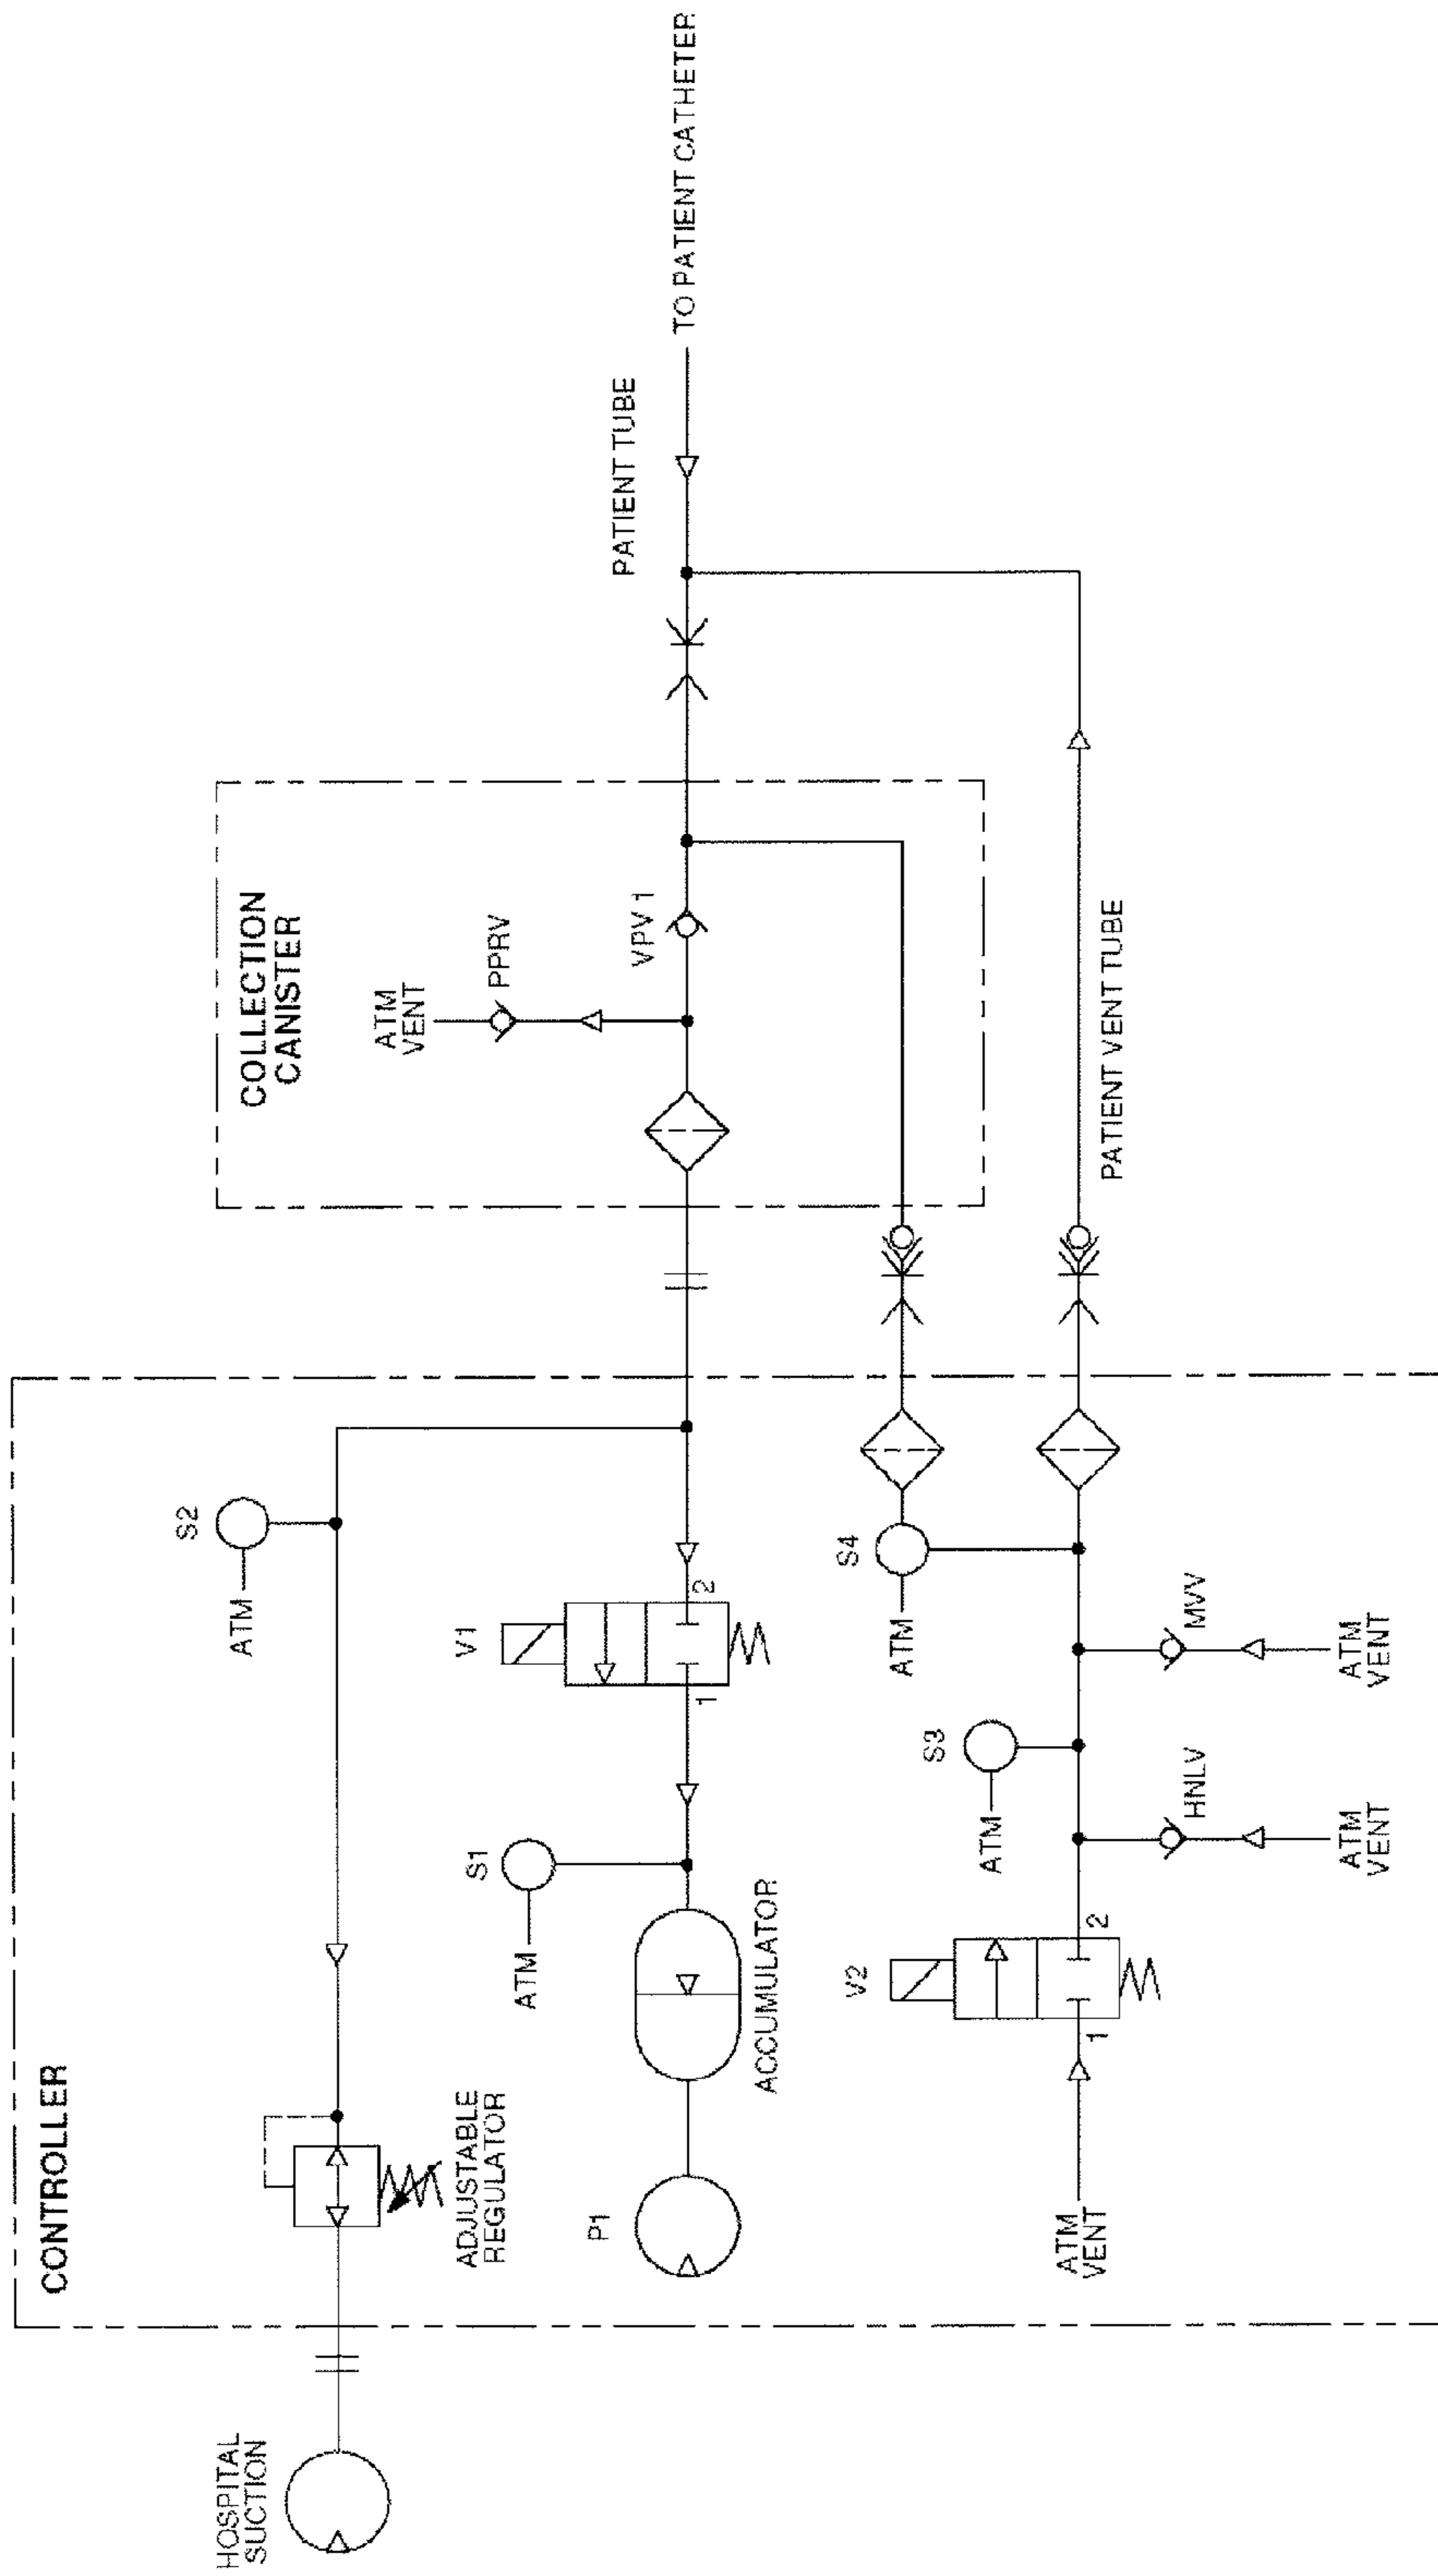 CONTROLLER
HOSPITAL
SUCTION
ADJUSTABLE
REGULATOR
ATM
S2
P1
ACCUMULATOR
ATM
S1
V1
1
2
COLLECTION
CANISTER
ATM
VENT
PPRV
VPV 1
PATIENT TUBE
TO PATIENT CATHETER
ATM
VENT
V2
1
2
ATM
S3
ATM
S4
HNLV
ATM
VENT
MVV
ATM
VENT
PATIENT VENT TUBE